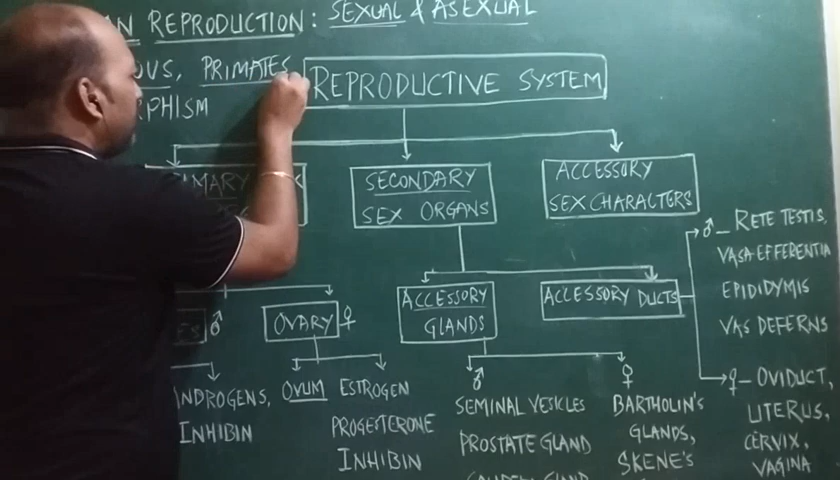 REPRODUCTION: SEXUAL & ASEXUAL
PRIMATES
REPRODUCTIVE SYSTEM
SECONDARY
SEX ORGANS
ACCESSORY
SEX CHARACTERS
ACCESSORY
GLANDS
ACCESSORY DUCTS
♂ - RETE TESTIS,
VASA EFFERENTIA
EPIDIDYMIS
VAS DEFERNS
♂
OVARY ♀
NDROGENS,
INHIBIN
OVUM
ESTROGEN
PROGESTERONE
INHIBIN
♂
SEMINAL VESICLES
PROSTATE GLAND
♀
BARTHOLIN'S
GLANDS,
SKENE'S
♀ - OVIDUCT,
UTERUS,
CERVIX,
VAGINA